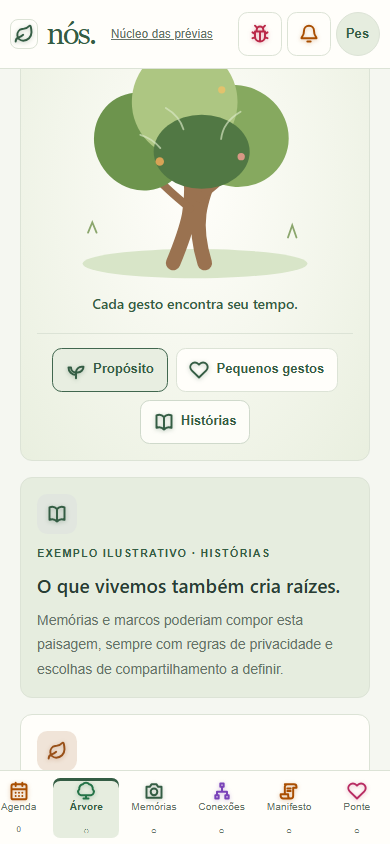 nós. Núcleo das prévias Pes
Cada gesto encontra seu tempo.
Propósito Pequenos gestos
Histórias
EXEMPLO ILUSTRATIVO · HISTÓRIAS
O que vivemos também cria raízes.
Memórias e marcos poderiam compor esta
paisagem, sempre com regras de privacidade e
escolhas de compartilhamento a definir.
Agenda Árvore Memórias Conexões Manifesto Ponte